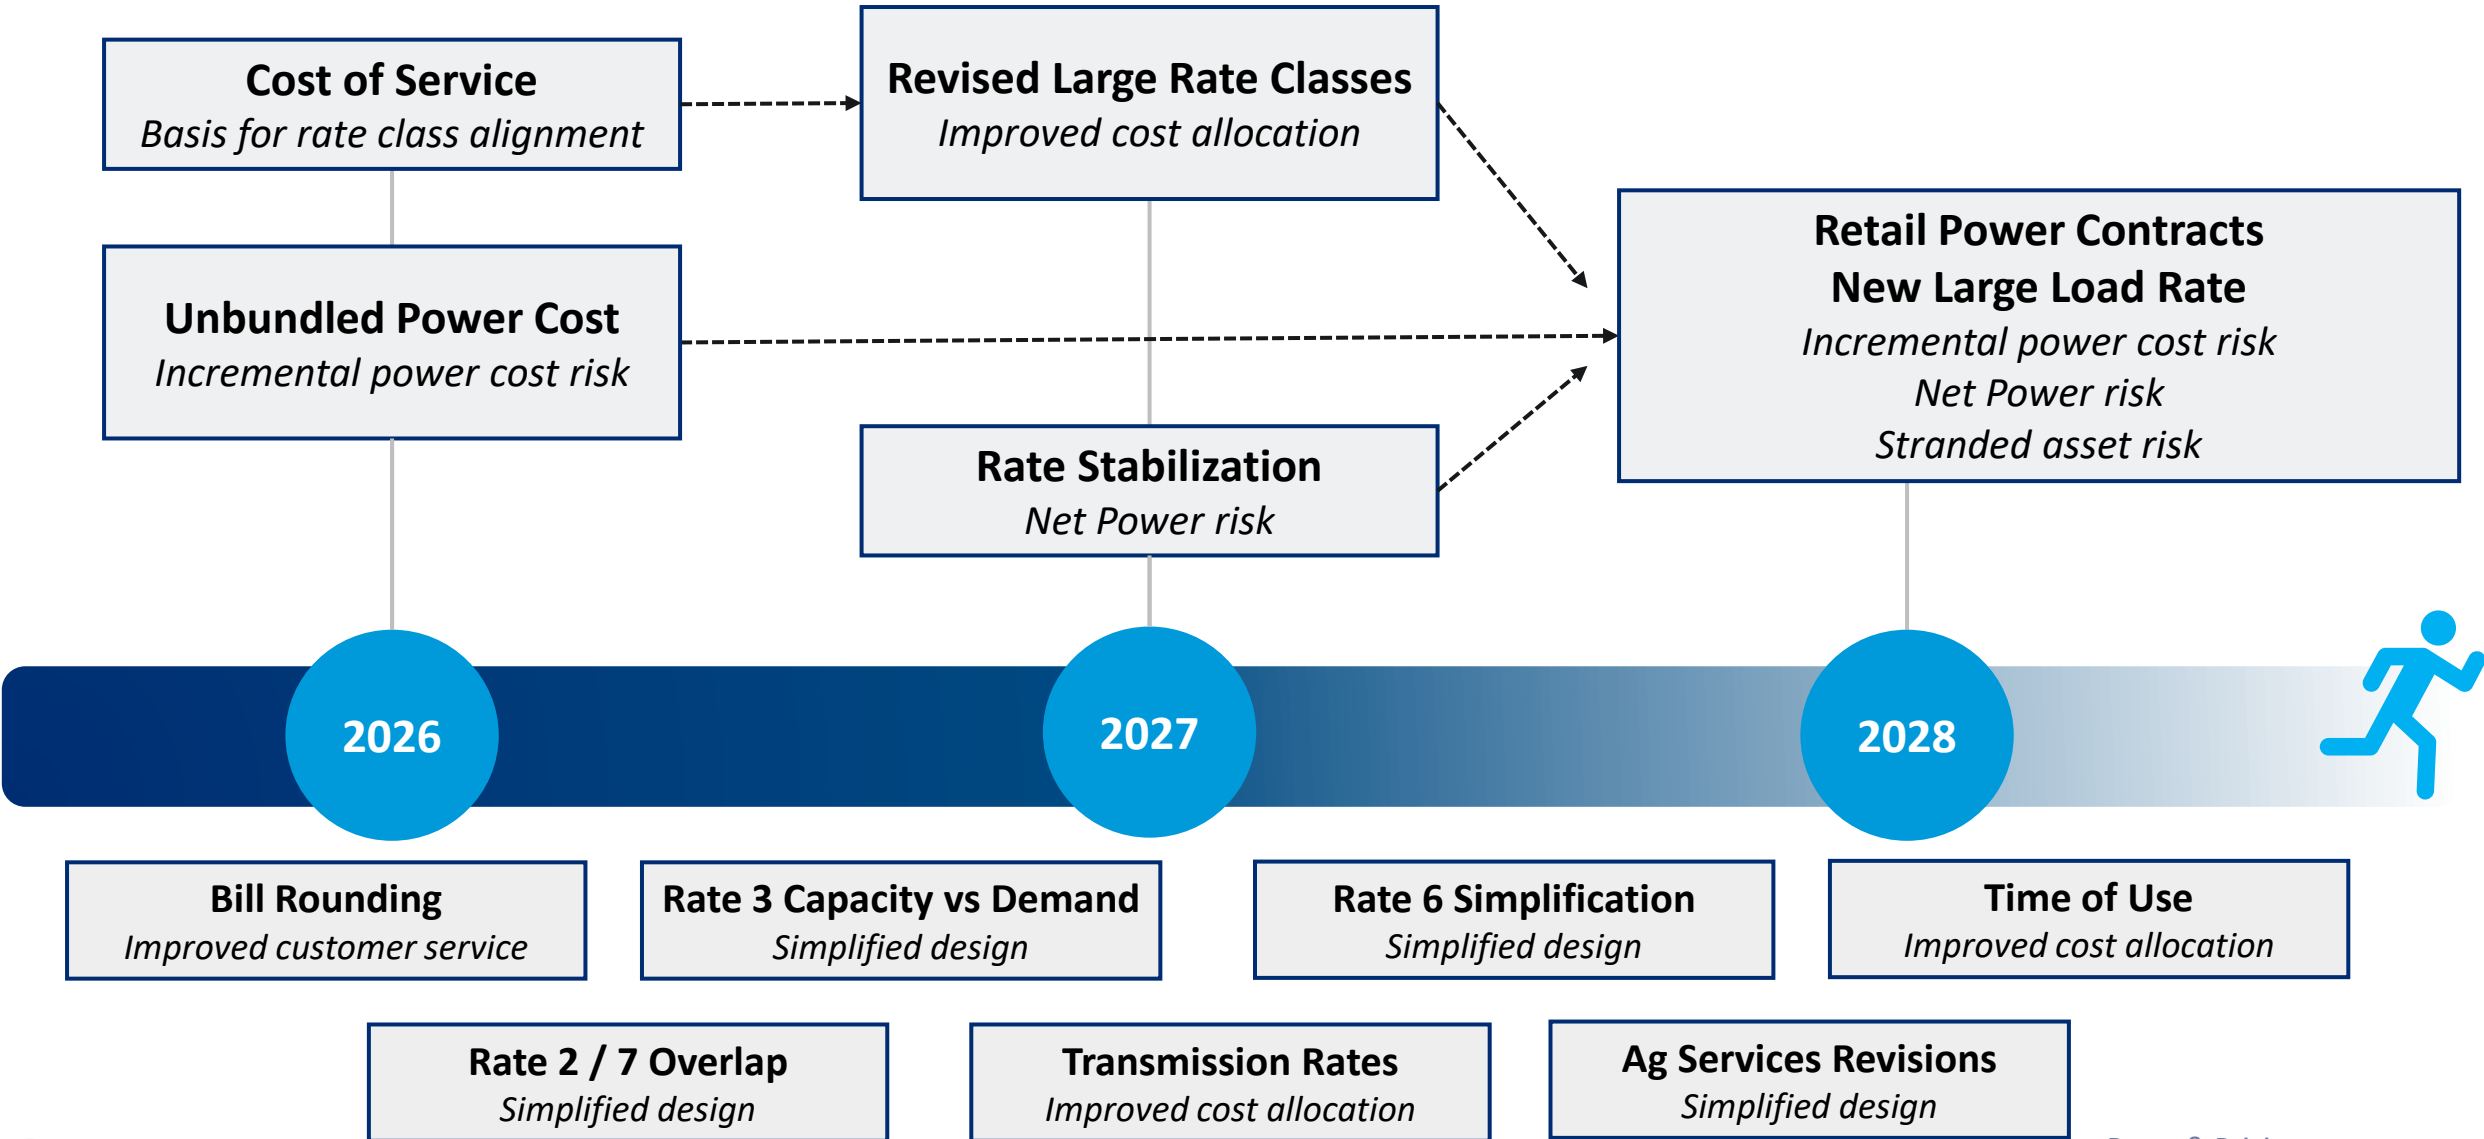 Cost of Service
Basis for rate class alignment
Revised Large Rate Classes
Improved cost allocation
Unbundled Power Cost
Incremental power cost risk
Retail Power Contracts
New Large Load Rate
Incremental power cost risk
Net Power risk
Stranded asset risk
Rate Stabilization
Net Power risk
2026
2027
2028
Bill Rounding
Improved customer service
Rate 3 Capacity vs Demand
Simplified design
Rate 6 Simplification
Simplified design
Time of Use
Improved cost allocation
Rate 2 / 7 Overlap
Simplified design
Transmission Rates
Improved cost allocation
Ag Services Revisions
Simplified design